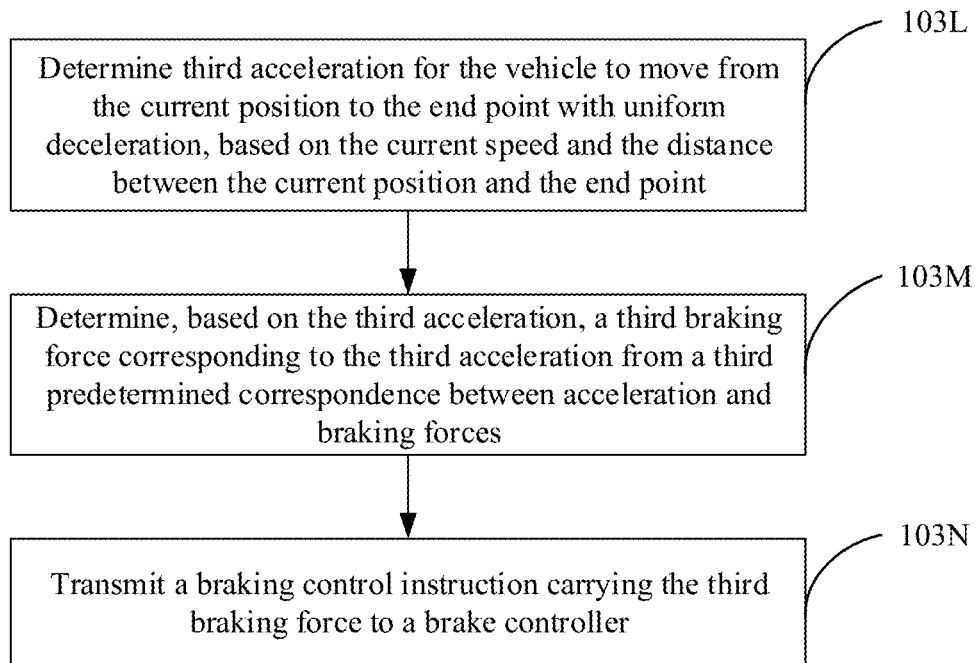 103L
Determine third acceleration for the vehicle to move from
the current position to the end point with uniform
deceleration, based on the current speed and the distance
between the current position and the end point
103M
Determine, based on the third acceleration, a third braking
force corresponding to the third acceleration from a third
predetermined correspondence between acceleration and
braking forces
103N
Transmit a braking control instruction carrying the third
braking force to a brake controller